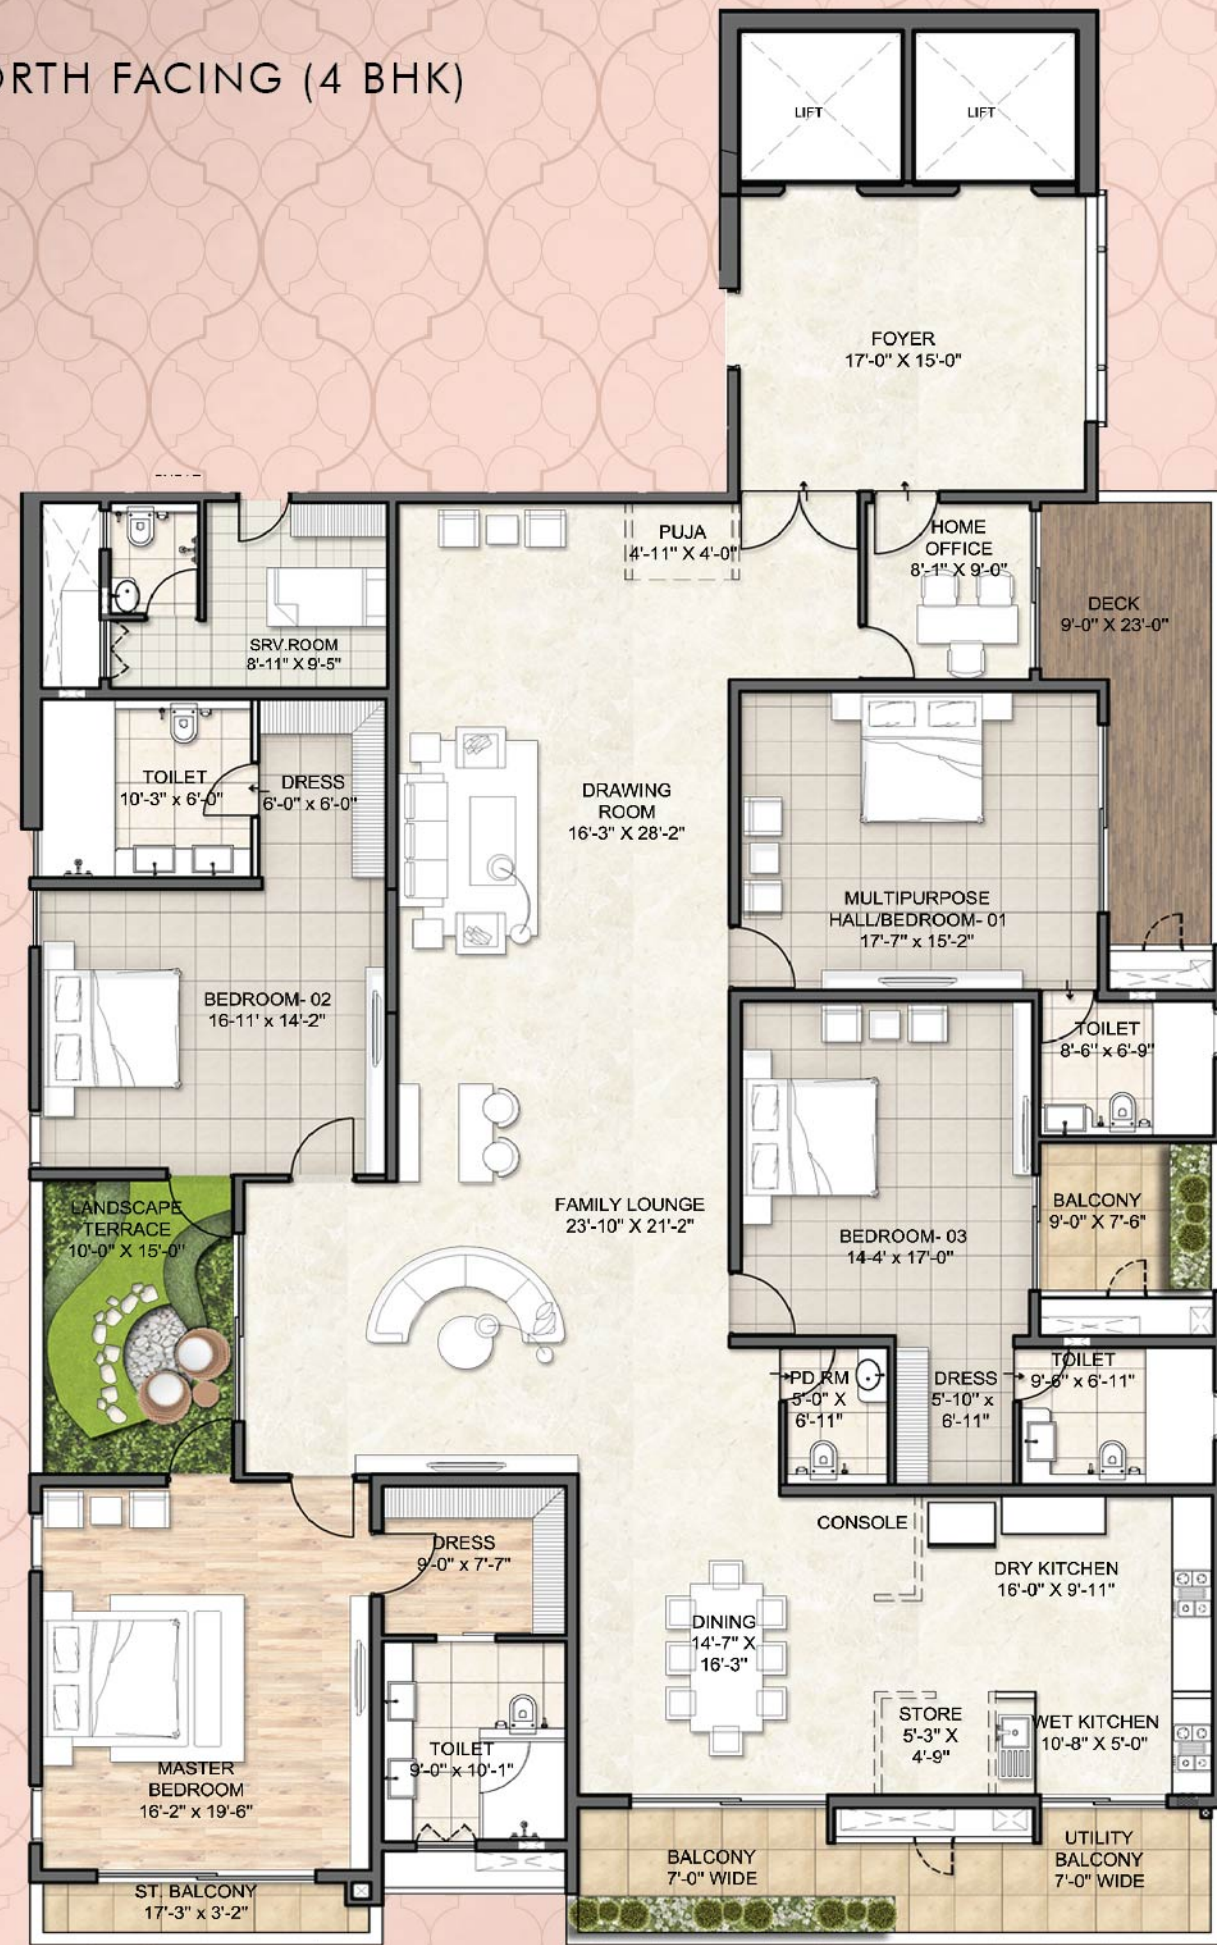 ORTH FACING (4 BHK)
LIFT
LIFT
FOYER
17'-0" X 15'-0"
PUJA
4'-11" X 4'-0"
HOME
OFFICE
8'-1" X 9'-0"
DECK
9'-0" X 23'-0"
SRV.ROOM
8'-11" X 9'-5"
TOILET
10'-3" x 6'-0"
DRESS
6'-0" x 6'-0"
DRAWING
ROOM
16'-3" X 28'-2"
MULTIPURPOSE
HALL/BEDROOM- 01
17'-7" x 15'-2"
BEDROOM- 02
16-11' x 14'-2"
TOILET
8'-6" x 6'-9"
LANDSCAPE
TERRACE
10'-0" X 15'-0"
FAMILY LOUNGE
23'-10" X 21'-2"
BALCONY
9'-0" X 7'-6"
BEDROOM- 03
14-4' x 17'-0"
PD.RM
5'-0" X
6'-11"
DRESS
5'-10" x
6'-11"
TOILET
9'-6" x 6'-11"
CONSOLE
DRESS
9'-0" x 7'-7"
DRY KITCHEN
16'-0" X 9'-11"
DINING
14'-7" X
16'-3"
STORE
5'-3" X
4'-9"
WET KITCHEN
10'-8" X 5'-0"
MASTER
BEDROOM
16'-2" x 19'-6"
TOILET
9'-0" x 10'-1"
BALCONY
7'-0" WIDE
UTILITY
BALCONY
7'-0" WIDE
ST. BALCONY
17'-3" x 3'-2"